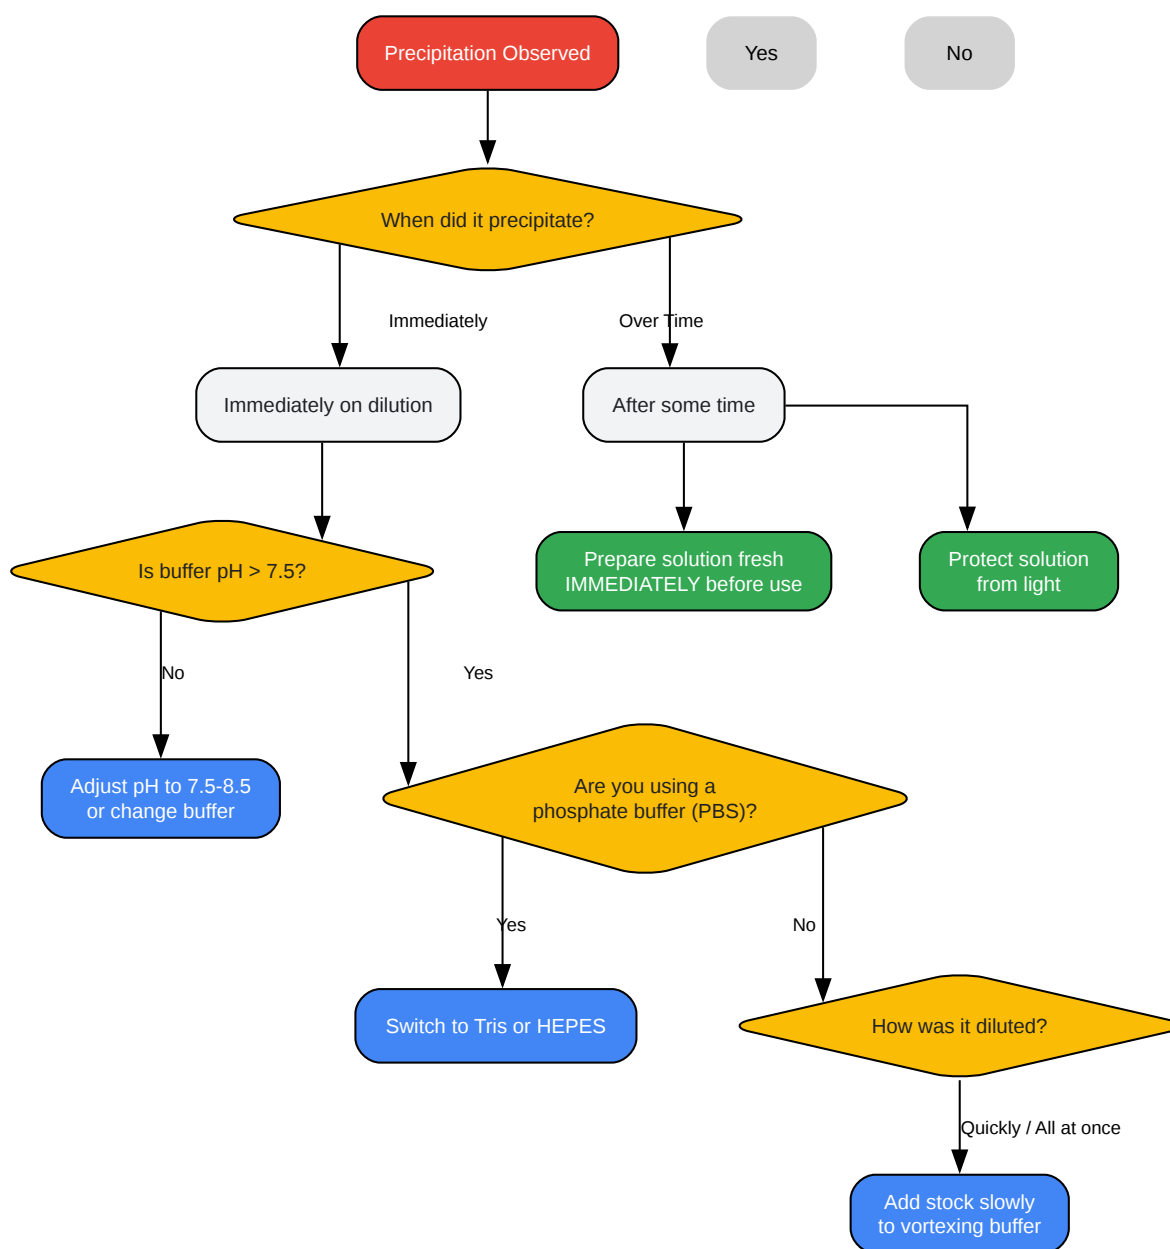 Precipitation Observed
Yes
No
When did it precipitate?
Immediately
Over Time
Immediately on dilution
After some time
Is buffer pH > 7.5?
Prepare solution fresh
IMMEDIATELY before use
Protect solution
from light
No
Yes
Adjust pH to 7.5-8.5
or change buffer
Are you using a
phosphate buffer (PBS)?
Yes
No
Switch to Tris or HEPES
How was it diluted?
Quickly / All at once
Add stock slowly
to vortexing buffer